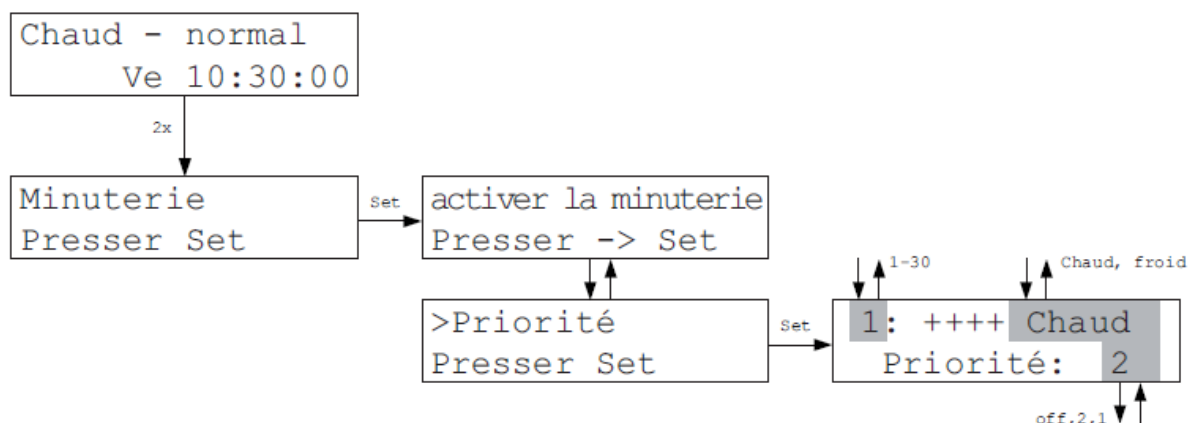 Chaud - normal
Ve 10:30:00
2x
Minuterie
Presser Set
Set
activer la minuterie
Presser -> Set
>Priorité
Presser Set
Set
1-30
Chaud, froid
1: ++++ Chaud
Priorité: 2
off,2,1